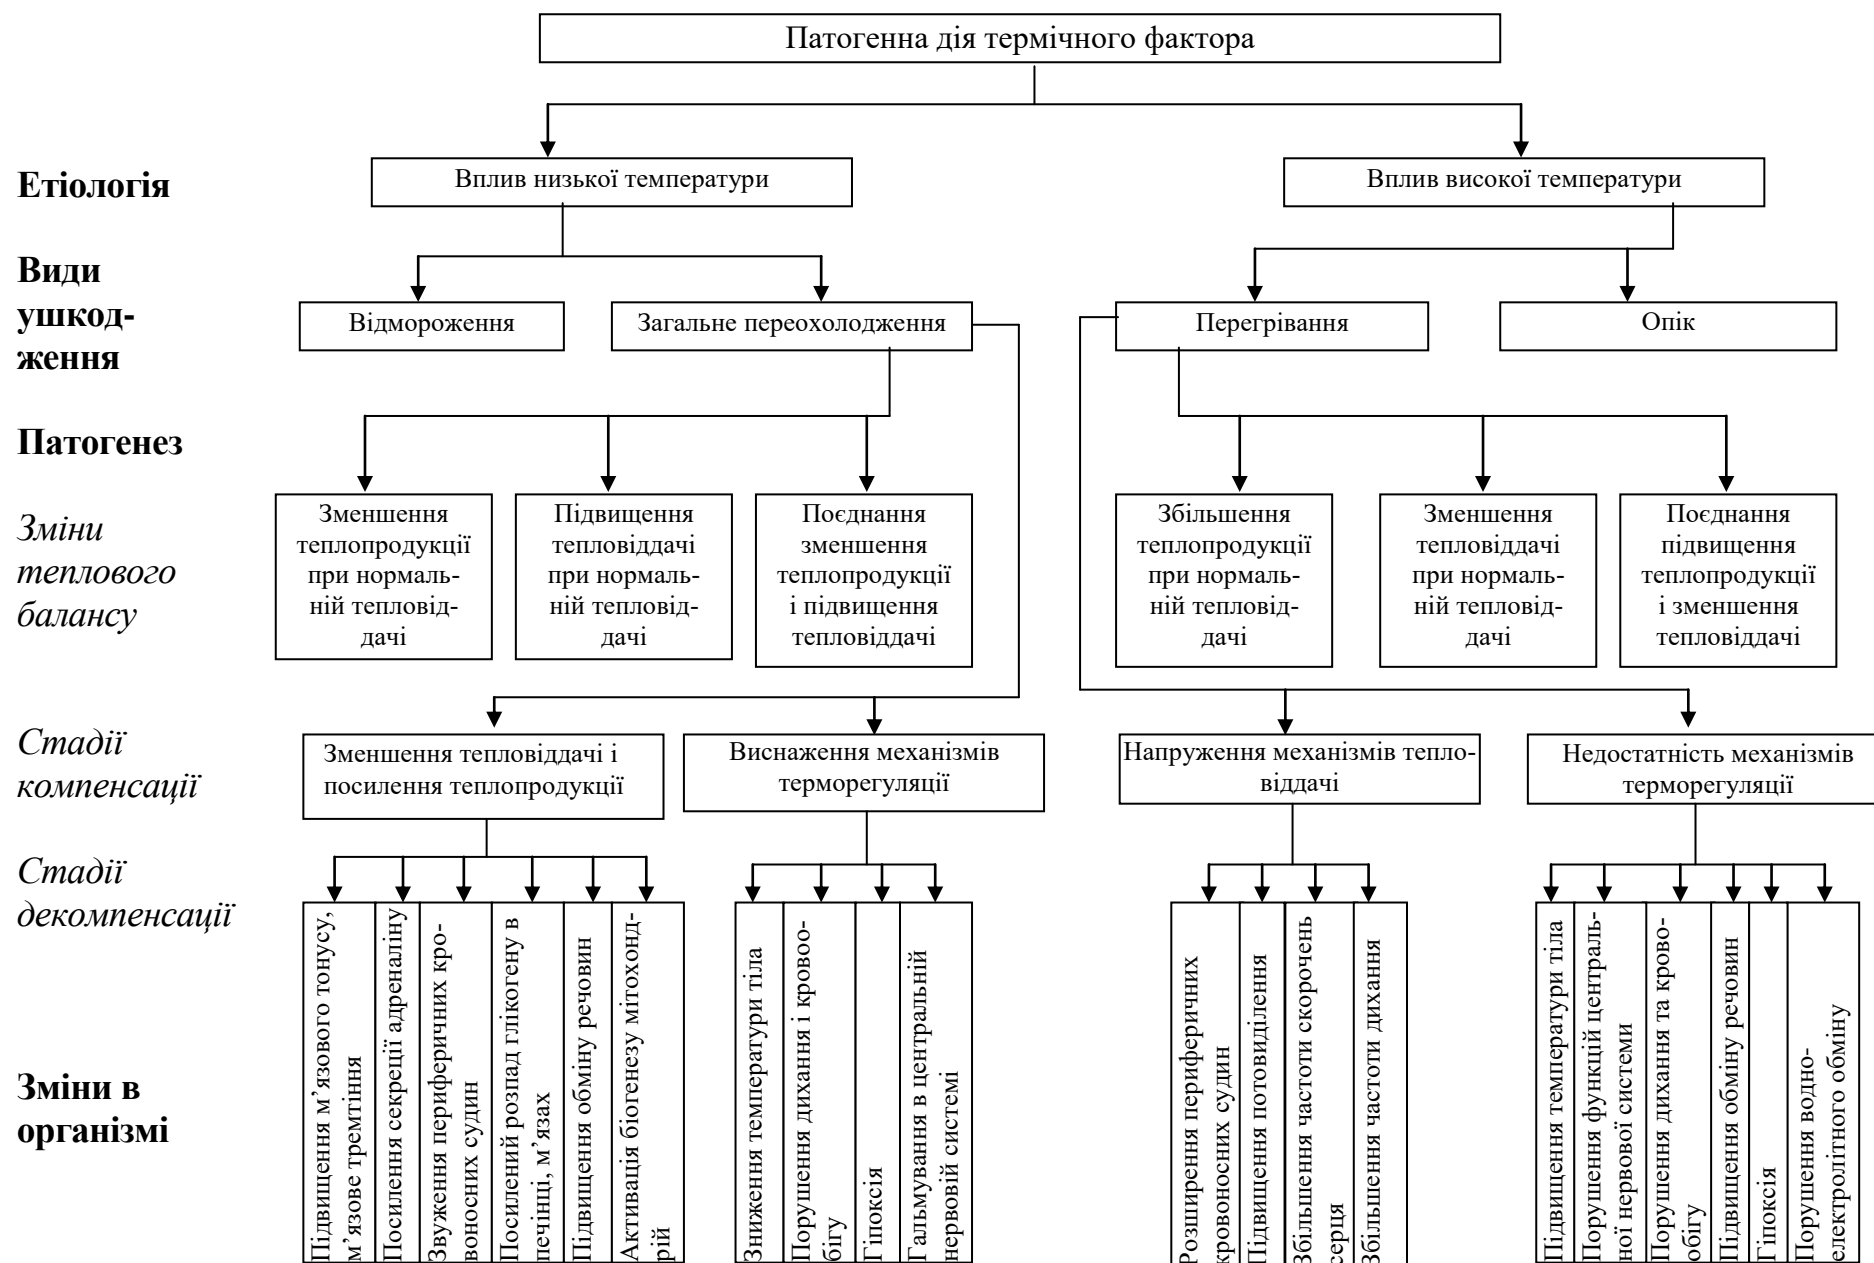 Патогенна дія термічного фактора
Етіологія
Вплив низької температури
Вплив високої температури
Види
ушкод-
ження
Відмороження
Загальне переохолодження
Перегрівання
Опік
Патогенез
Зміни
теплового
балансу
Зменшення
теплопродукції
при нормаль-
ній тепловід-
дачі
Підвищення
тепловіддачі
при нормаль-
ній тепловід-
дачі
Поєднання
зменшення
теплопродукції
і підвищення
тепловіддачі
Збільшення
теплопродукції
при нормаль-
ній тепловід-
дачі
Зменшення
тепловіддачі
при нормаль-
ній тепловід-
дачі
Поєднання
підвищення
теплопродукції
і зменшення
тепловіддачі
Стадії
компенсації
Зменшення тепловіддачі і
посилення теплопродукції
Виснаження механізмів
терморегуляції
Напруження механізмів тепло-
віддачі
Недостатність механізмів
терморегуляції
Стадії
декомпенсації
Зміни в
організмі
Підвищення м’язового тонусу,
м’язове тремтіння
Посилення секреції адреналіну
Звуження периферичних кро-
воносних судин
Посилений розпад глікогену в
печінці, м’язах
Підвищення обміну речовин
Активація біогенезу мітохонд-
рій
Зниження температури тіла
Порушення дихання і кровоо-
бігу
Гіпоксія
Гальмування в центральній
нервовій системі
Розширення периферичних
кровоносних судин
Підвищення потовиділення
Збільшення частоти скорочень
серця
Збільшення частоти дихання
Підвищення температури тіла
Порушення функцій централь-
ної нервової системи
Порушення дихання та крово-
обігу
Підвищення обміну речовин
Гіпоксія
Порушення водно-
електролітного обміну